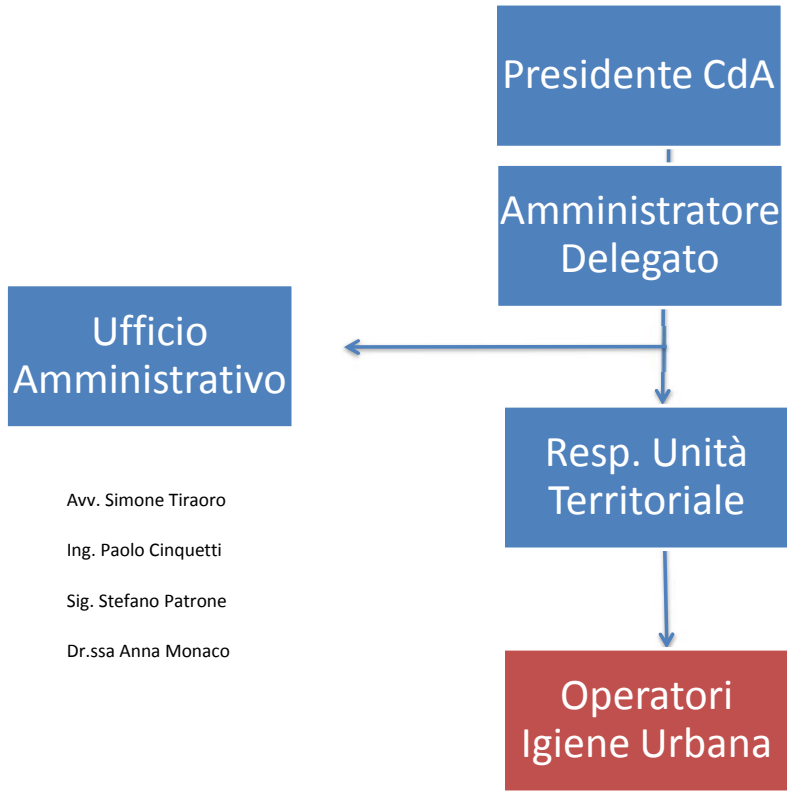 Presidente CdA
Amministratore
Delegato
Ufficio
Amministrativo
Resp. Unità
Territoriale
Avv. Simone Tiraoro
Ing. Paolo Cinquetti
Sig. Stefano Patrone
Dr.ssa Anna Monaco
Operatori
Igiene Urbana